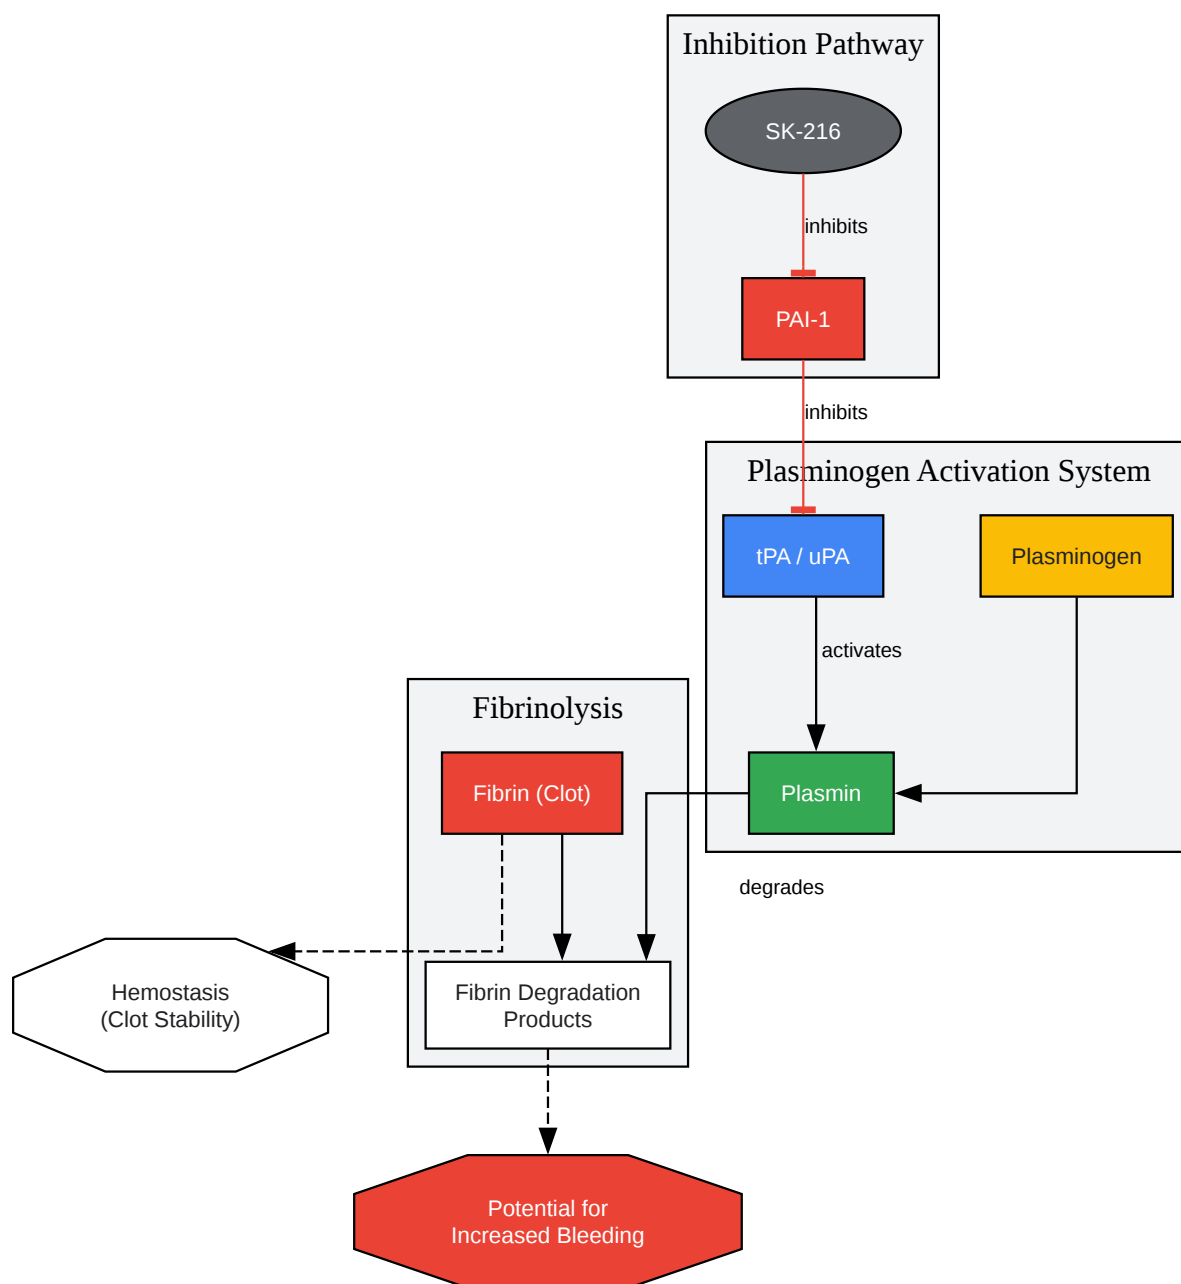 Inhibition Pathway
SK-216
inhibits
PAI-1
inhibits
Plasminogen Activation System
tPA / uPA
Plasminogen
activates
Fibrinolysis
Fibrin (Clot)
Plasmin
degrades
Hemostasis
(Clot Stability)
Fibrin Degradation
Products
Potential for
Increased Bleeding